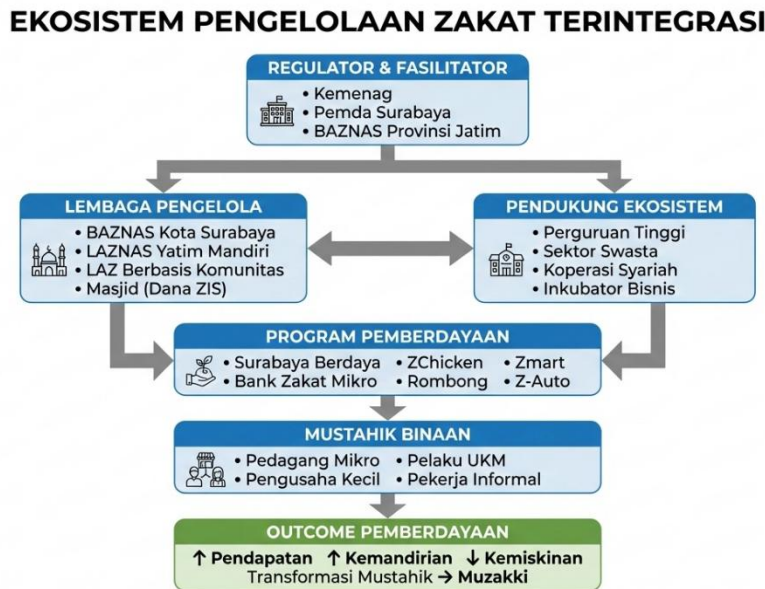 EKOSISTEM PENGELOLAAN ZAKAT TERINTEGRASI
REGULATOR & FASILITATOR
• Kemenag
• Pemda Surabaya
• BAZNAS Provinsi Jatim
LEMBAGA PENGELOLA
• BAZNAS Kota Surabaya
• LAZNAS Yatim Mandiri
• LAZ Berbasis Komunitas
• Masjid (Dana ZIS)
PENDUKUNG EKOSISTEM
• Perguruan Tinggi
• Sektor Swasta
• Koperasi Syariah
• Inkubator Bisnis
PROGRAM PEMBERDAYAAN
• Surabaya Berdaya • ZChicken • Zmart
• Bank Zakat Mikro • Rombong • Z-Auto
MUSTAHIK BINAAN
• Pedagang Mikro • Pelaku UKM
• Pengusaha Kecil • Pekerja Informal
OUTCOME PEMBERDAYAAN
↑ Pendapatan ↑ Kemandirian ↓ Kemiskinan
Transformasi Mustahik → Muzakki